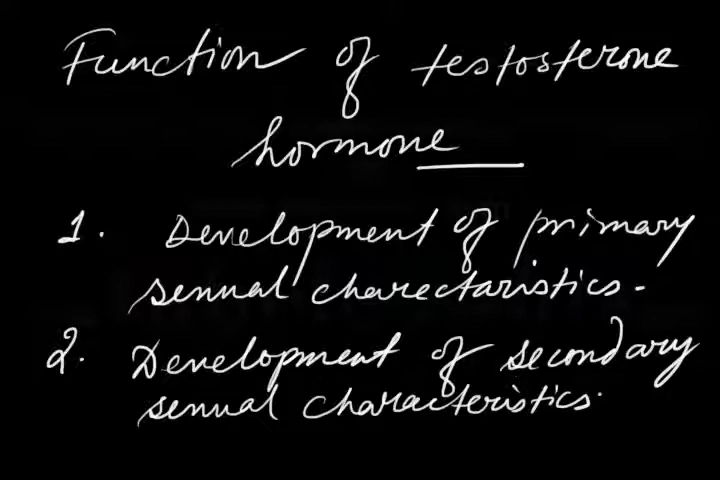 Function of testosterone
hormone
1. Development of primary
sexual charectaristics.
2. Development of secondary
sexual characteristics.